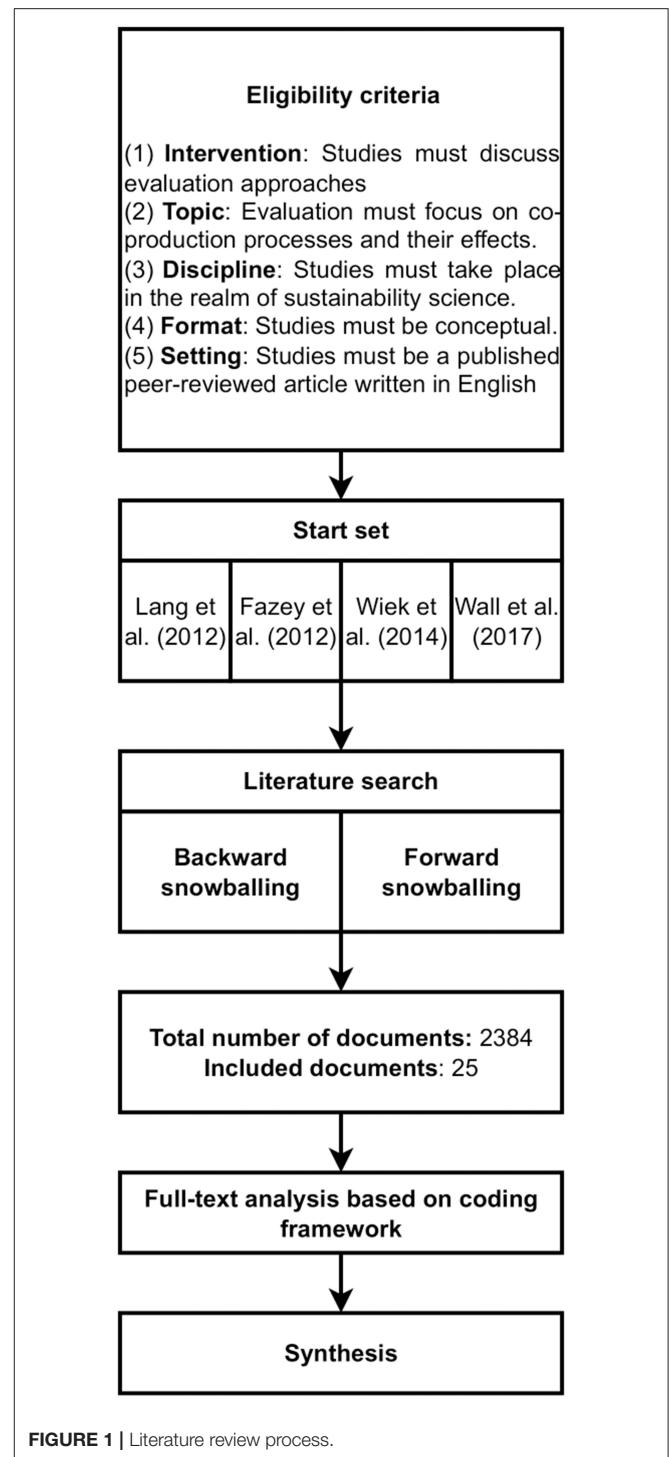 Eligibility criteria
(1) Intervention: Studies must discuss
evaluation approaches
(2) Topic: Evaluation must focus on co-
production processes and their effects.
(3) Discipline: Studies must take place
in the realm of sustainability science.
(4) Format: Studies must be conceptual.
(5) Setting: Studies must be a published
peer-reviewed article written in English
Start set
Lang et
al. (2012)
Fazey et
al. (2012)
Wiek et
al. (2014)
Wall et al.
(2017)
Literature search
Backward
snowballing
Forward
snowballing
Total number of documents: 2384
Included documents: 25
Full-text analysis based on coding
framework
Synthesis
FIGURE 1 | Literature review process.